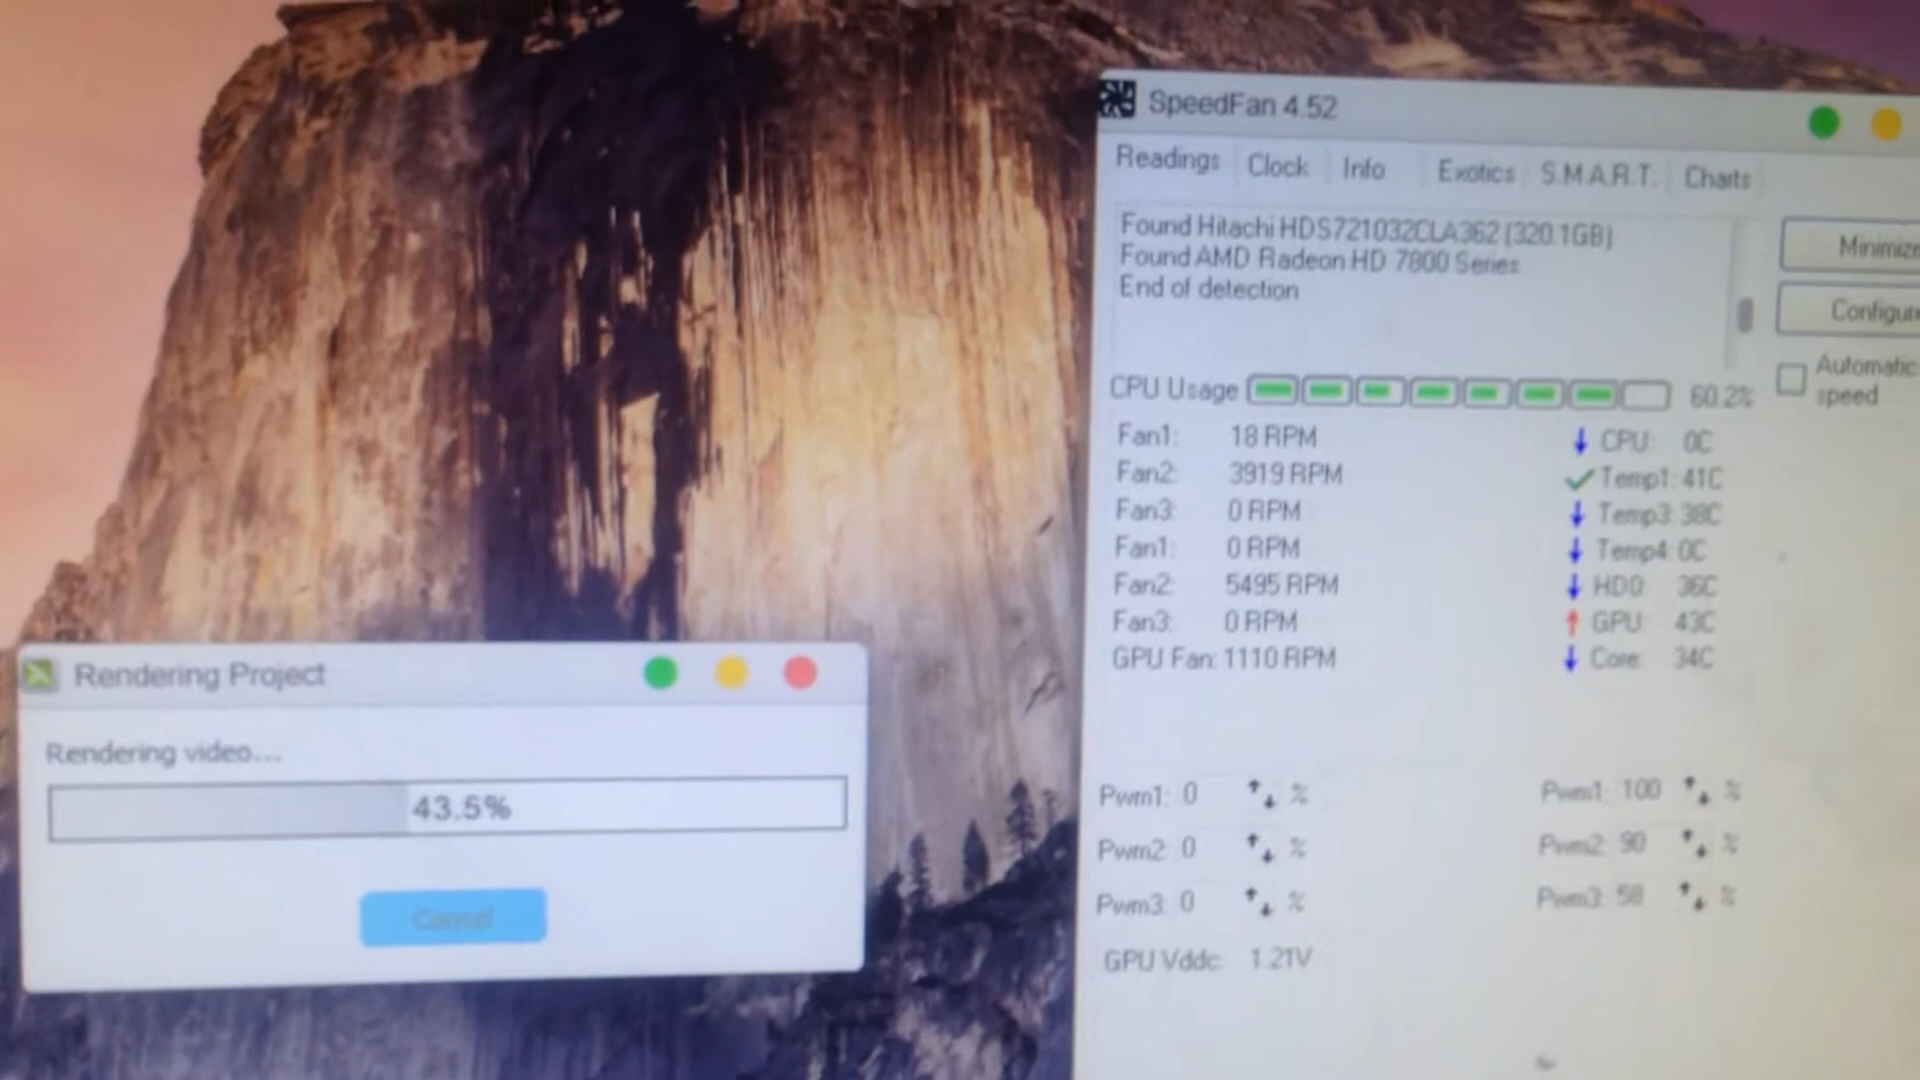 SpeedFan 4.52
Readings Clock Info Exotics S.M.A.R.T. Charts
Found Hitachi HDS721032CLA362 (320.1GB)
Found AMD Radeon HD 7800 Series
End of detection
Minimize
Configure
Automatic
speed
CPU Usage 60.2%
Fan1: 18 RPM
Fan2: 3919 RPM
Fan3: 0 RPM
Fan1: 0 RPM
Fan2: 5495 RPM
Fan3: 0 RPM
GPU Fan: 1110 RPM
CPU: 0C
Temp1: 41C
Temp3: 38C
Temp4: 0C
HD0: 36C
GPU: 43C
Core: 34C
Pwm1: 0 %
Pwm2: 0 %
Pwm3: 0 %
Pwm1: 100 %
Pwm2: 90 %
Pwm3: 58 %
GPU Vddc: 1.21V
Rendering Project
Rendering video...
43.5%
Cancel